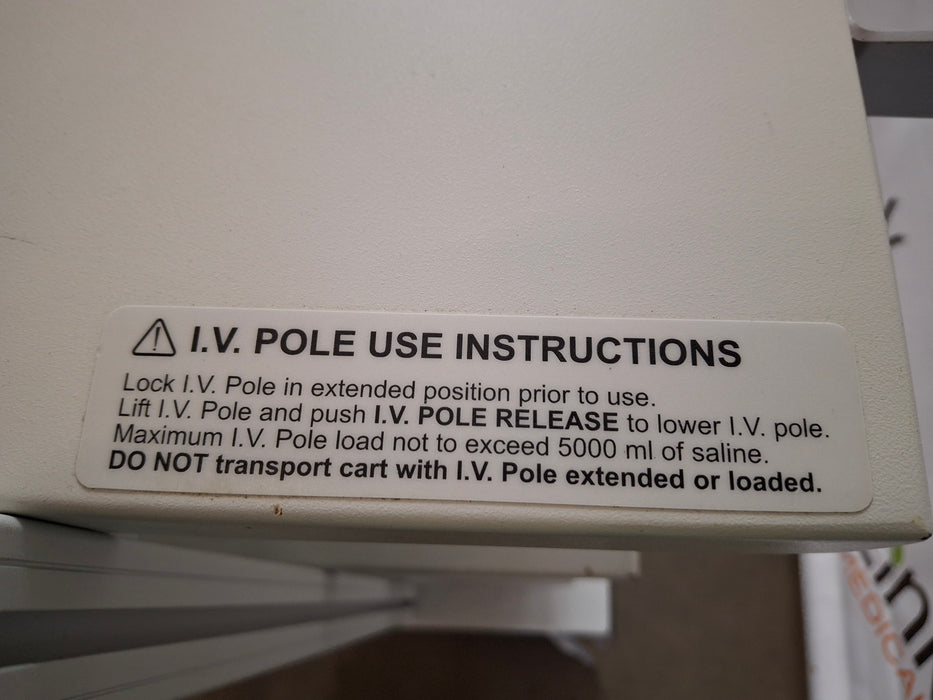 I.V. POLE USE INSTRUCTIONS
Lock I.V. Pole in extended position prior to use.
Lift I.V. Pole and push I.V. POLE RELEASE to lower I.V. pole.
Maximum I.V. Pole load not to exceed 5000 ml of saline.
DO NOT transport cart with I.V. Pole extended or loaded.